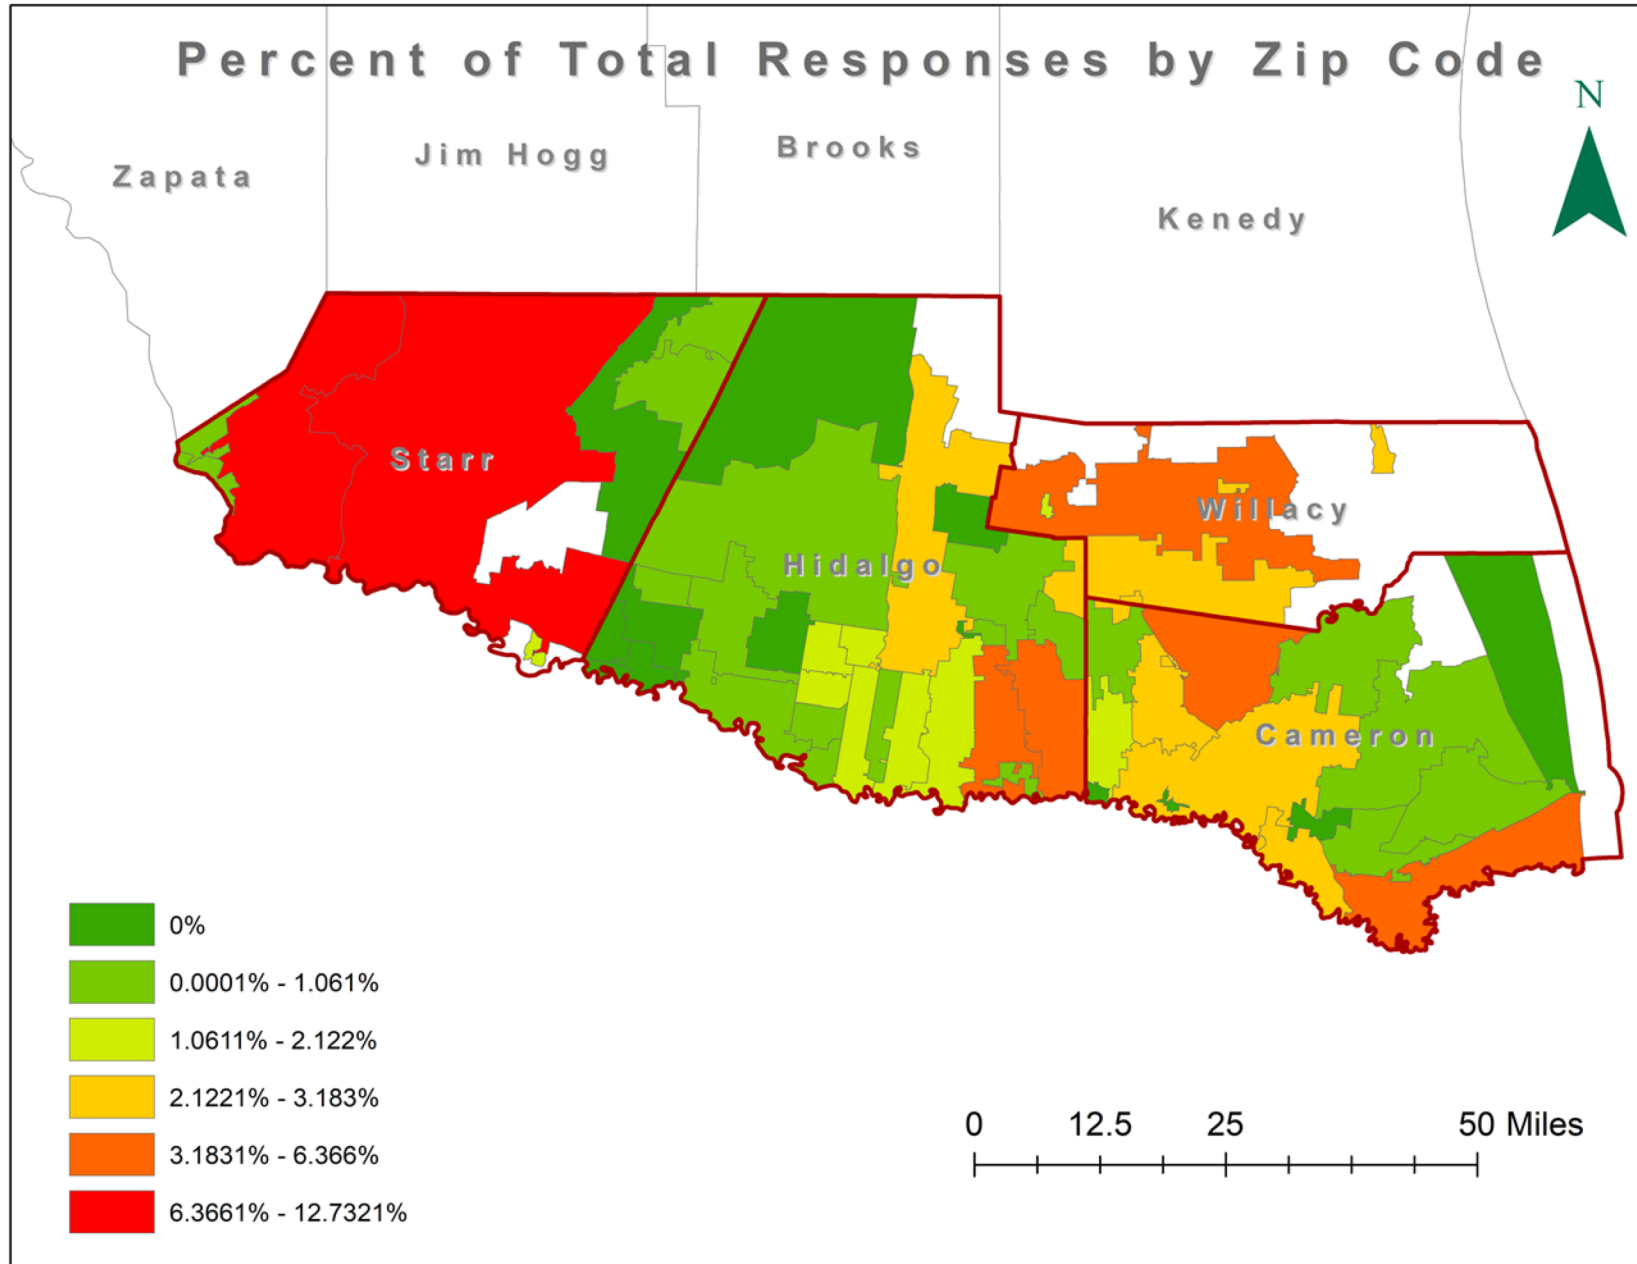 Percent of Total Responses by Zip Code
N
Zapata
Jim Hogg
Brooks
Kenedy
Starr
Hidalgo
Willacy
Cameron
0%
0.0001% - 1.061%
1.0611% - 2.122%
2.1221% - 3.183%
3.1831% - 6.366%
6.3661% - 12.7321%
0 12.5 25 50 Miles